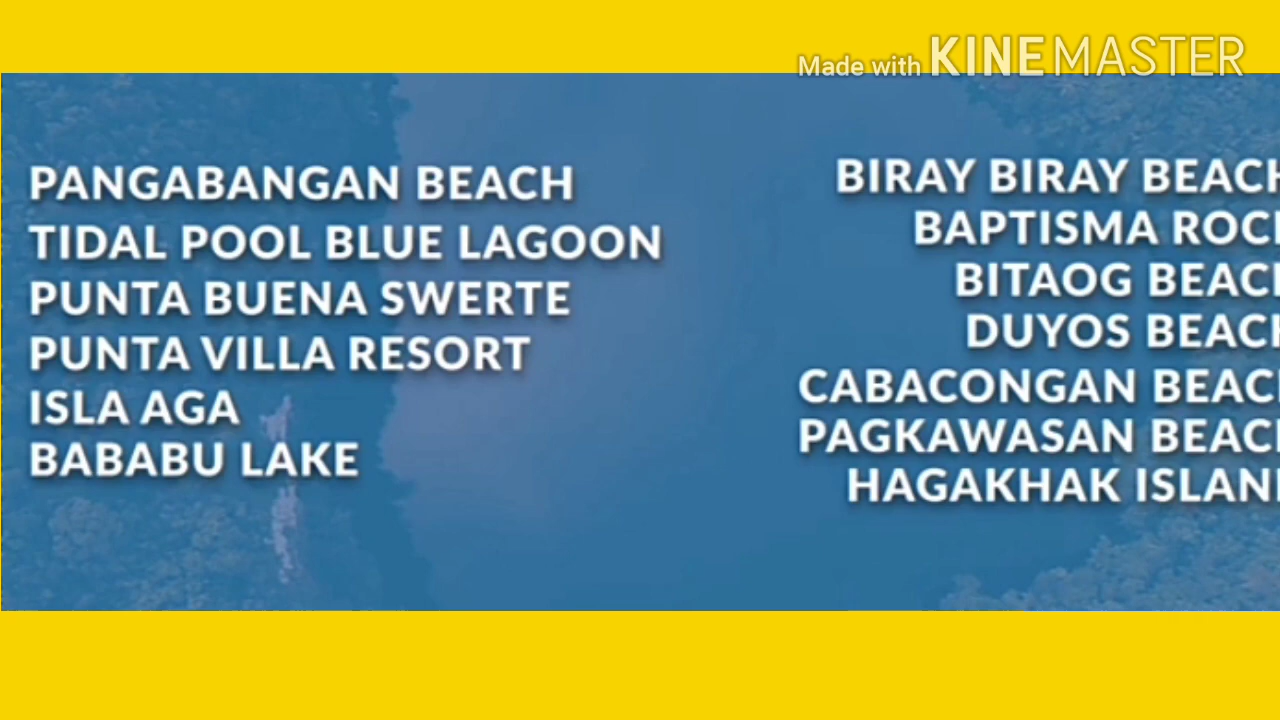 Made with KINEMASTER
PANGABANGAN BEACH
TIDAL POOL BLUE LAGOON
PUNTA BUENA SWERTE
PUNTA VILLA RESORT
ISLA AGA
BABABU LAKE
BIRAY BIRAY BEACH
BAPTISMA ROC
BITAOG BEAC
DUYOS BEAC
CABACONGAN BEAC
PAGKAWASAN BEAC
HAGAKHAK ISLAN